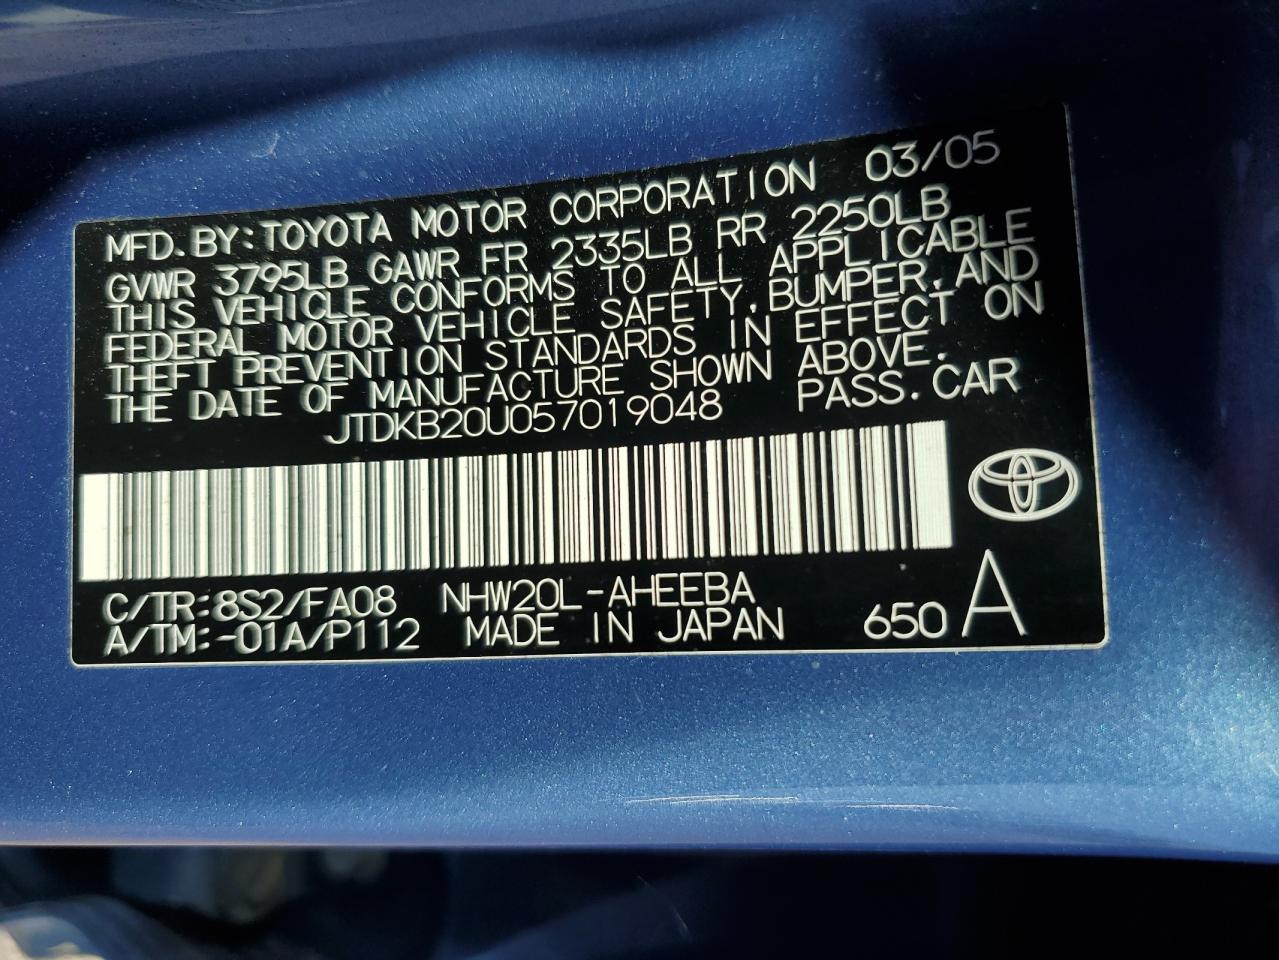 MFD. BY: TOYOTA MOTOR CORPORATION 03/05
GVWR 3795LB GAWR FR 2335LB RR 2250LB
THIS VEHICLE CONFORMS TO ALL APPLICABLE
FEDERAL MOTOR VEHICLE SAFETY, BUMPER, AND
THEFT PREVENTION STANDARDS IN EFFECT ON
THE DATE OF MANUFACTURE SHOWN ABOVE.
JTDKB20U057019048 PASS. CAR
C/TR:8S2/FA08 NHW20L-AHEEBA
A/TM:-01A/P112 MADE IN JAPAN 650 A